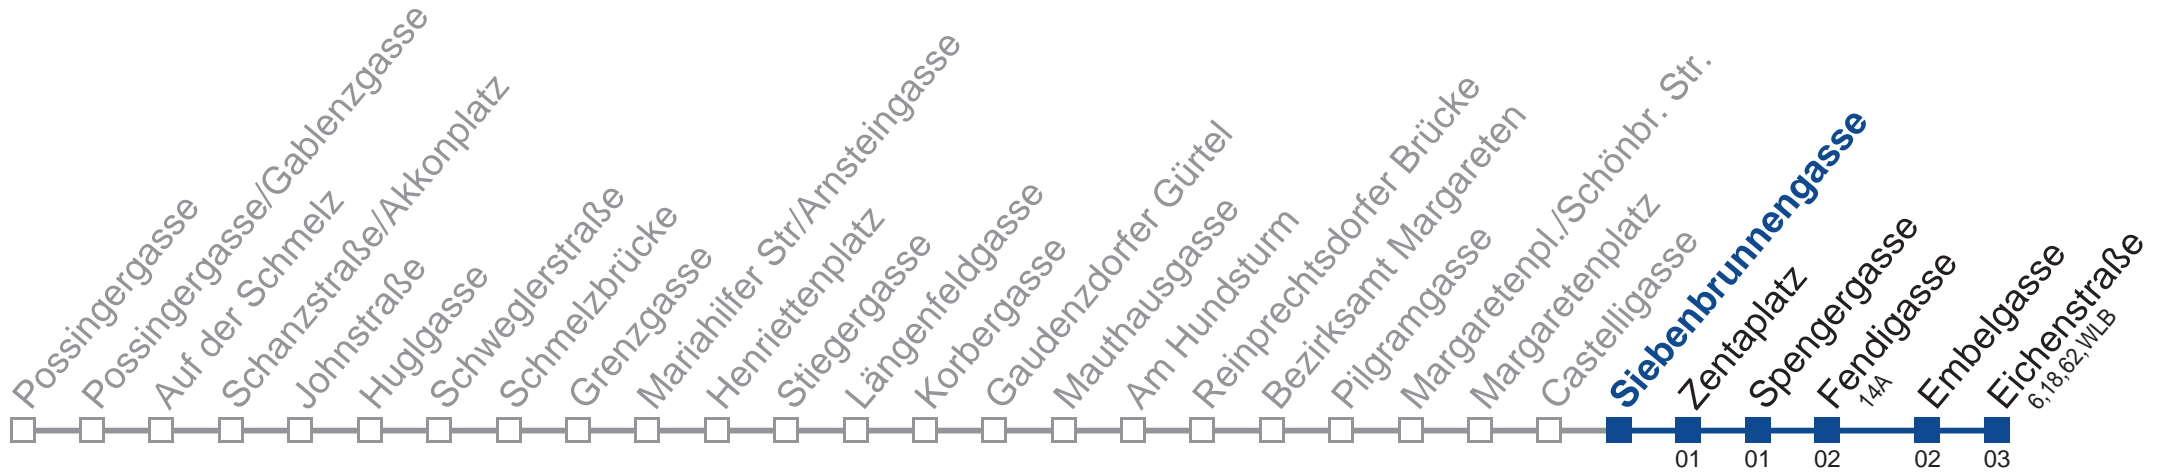 Possingergasse
Possingergasse/Gablenzgasse
Auf der Schmelz
Schanzstraße/Akkonplatz
Johnstraße
Huglgasse
Schweglerstraße
Schmelzbrücke
Grenzgasse
Mariahilfer Str/Arnsteingasse
Henriettenplatz
Stiegergasse
Längenfeldgasse
Korbergasse
Gaudenzdorfer Gürtel
Mauthausgasse
Am Hundsturm
Reinprechtsdorfer Brücke
Bezirksamt Margareten
Pilgramgasse
Margaretenpl./Schönbr. Str.
Margaretenplatz
Castelligasse
Siebenbrunnengasse
Zentaplatz
Spengergasse
Fendigasse
14A
Embelgasse
Eichenstraße
6,18,62,WLB
01
01
02
02
03